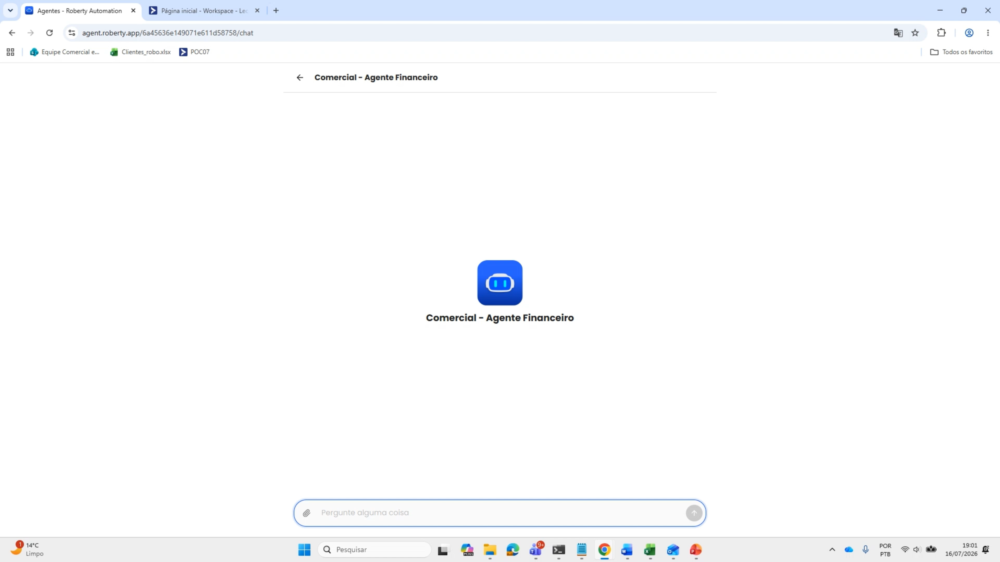 Agentes - Roberty Automation
Página inicial - Workspace - Lec
agent.roberty.app/6a45636e149071e611d58758/chat
Equipe Comercial e...
Clientes_robo.xlsx
POC07
Todos os favoritos
Comercial - Agente Financeiro
Comercial - Agente Financeiro
Pergunte alguma coisa
1
14°C
Limpo
Pesquisar
M365
9+
POR
PTB
19:01
16/07/2026